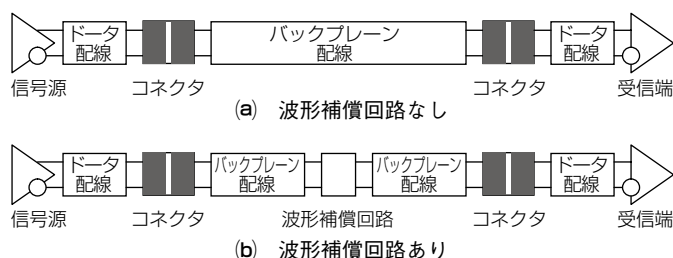 ドータ配線 バックプレーン配線 ドータ配線
信号源 コネクタ コネクタ 受信端
(a) 波形補償回路なし
ドータ配線 バックプレーン配線 バックプレーン配線 ドータ配線
信号源 コネクタ 波形補償回路 コネクタ 受信端
(b) 波形補償回路あり